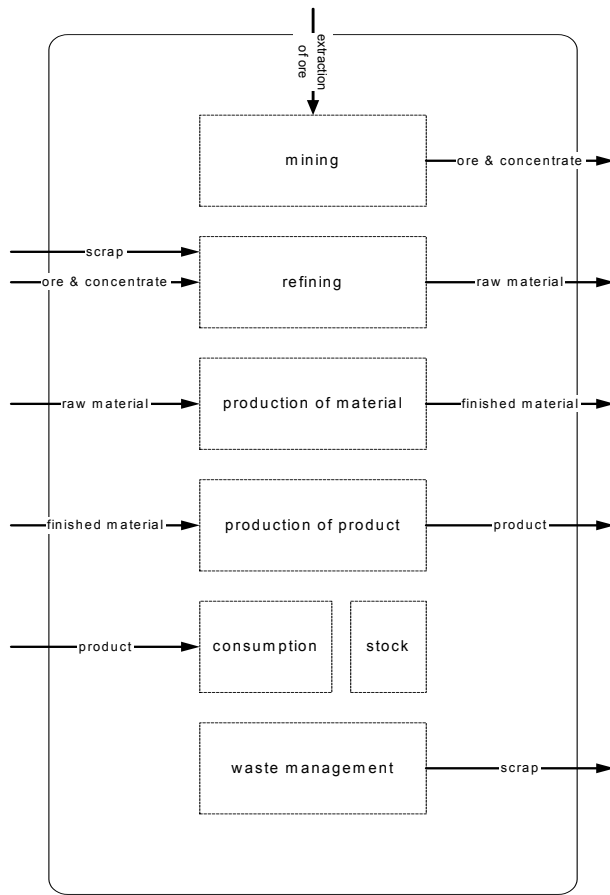 extraction
of ore
mining
ore & concentrate
scrap
ore & concentrate
refining
raw material
raw material
production of material
finished material
finished material
production of product
product
product
consumption
stock
waste management
scrap